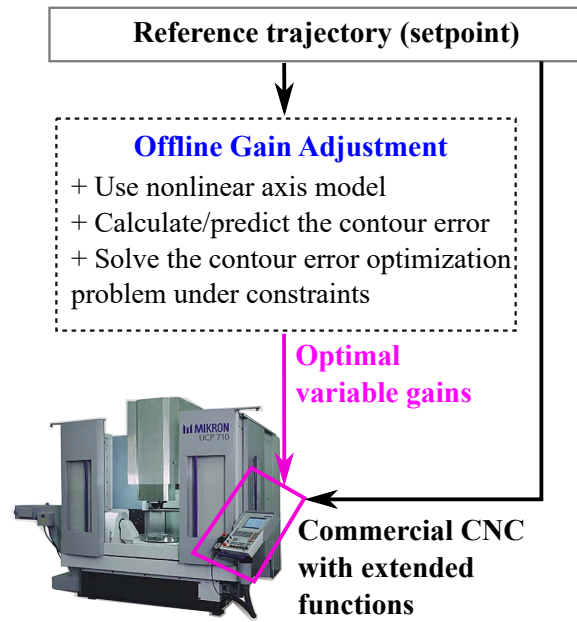 Reference trajectory (setpoint)
Offline Gain Adjustment
+ Use nonlinear axis model
+ Calculate/predict the contour error
+ Solve the contour error optimization
problem under constraints
Optimal
variable gains
MIKRON
UCP 710
Commercial CNC
with extended
functions